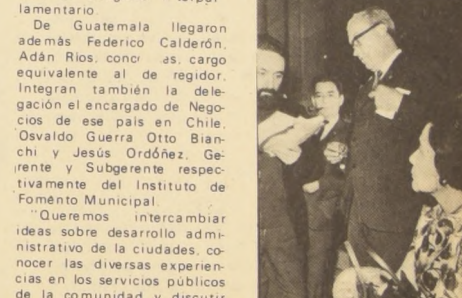 lamentario.
De Guatemala llegaron
además Federico Calderón,
Adán Ríos, conc as, cargo
equivalente al de regidor.
Integran también la dele-
gación el encargado de Nego-
cios de ese país en Chile,
Osvaldo Guerra Otto Bian-
chi y Jesús Ordóñez, Ge-
rente y Subgerente respec-
tivamente del Instituto de
Fomento Municipal.
"Queremos intercambiar
ideas sobre desarrollo admi-
nistrativo de la ciudades, co-
nocer las diversas experien-
cias en los servicios públicos
de la comunidad y discutir